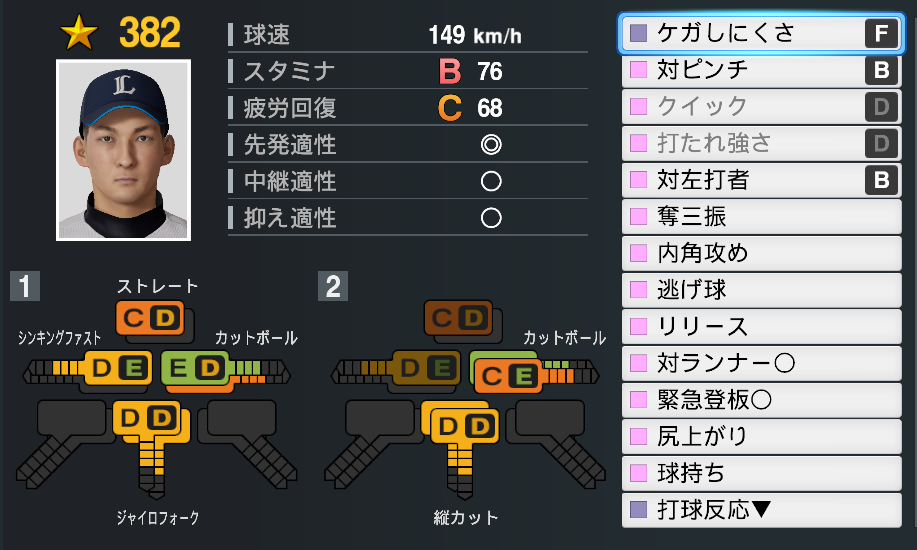 ★ 382
L
球速 149 km/h
スタミナ B 76
疲労回復 C 68
先発適性 ◎
中継適性 ○
抑え適性 ○
1
ストレート
C D
シンキングファスト
D E
カットボール
E D
D D
ジャイロフォーク
2
C D
D E
カットボール
C E
D D
縦カット
ケガしにくさ F
対ピンチ B
クイック D
打たれ強さ D
対左打者 B
奪三振
内角攻め
逃げ球
リリース
対ランナー○
緊急登板○
尻上がり
球持ち
打球反応▼